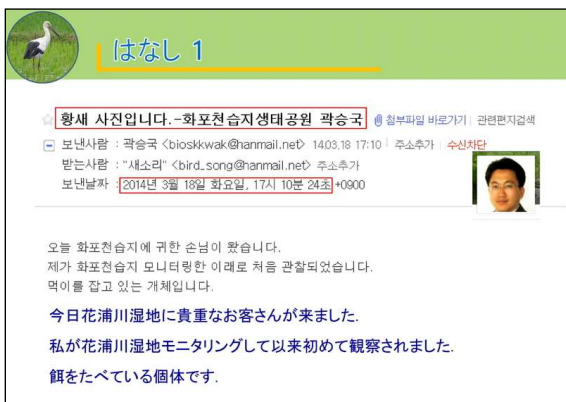 はなし 1
황새 사진입니다.-화포천습지생태공원 곽승국 첨부파일 바로가기 | 관련편지검색
보낸사람 : 곽승국 <bioskkwak@hanmail.net> 14.03.18 17:10 | 주소추가 | 수신차단
받는사람 : "새소리" <bird_song@hanmail.net> 주소추가
보낸날짜 : 2014년 3월 18일 화요일, 17시 10분 24초 +0900
오늘 화포천습지에 귀한 손님이 왔습니다.
제가 화포천습지 모니터링한 이래로 처음 관찰되었습니다.
먹이를 잡고 있는 개체입니다.
今日花浦川湿地に貴重なお客さんが来ました.
私が花浦川湿地モニタリングして以来初めて観察されました.
餌をたべている個体です.